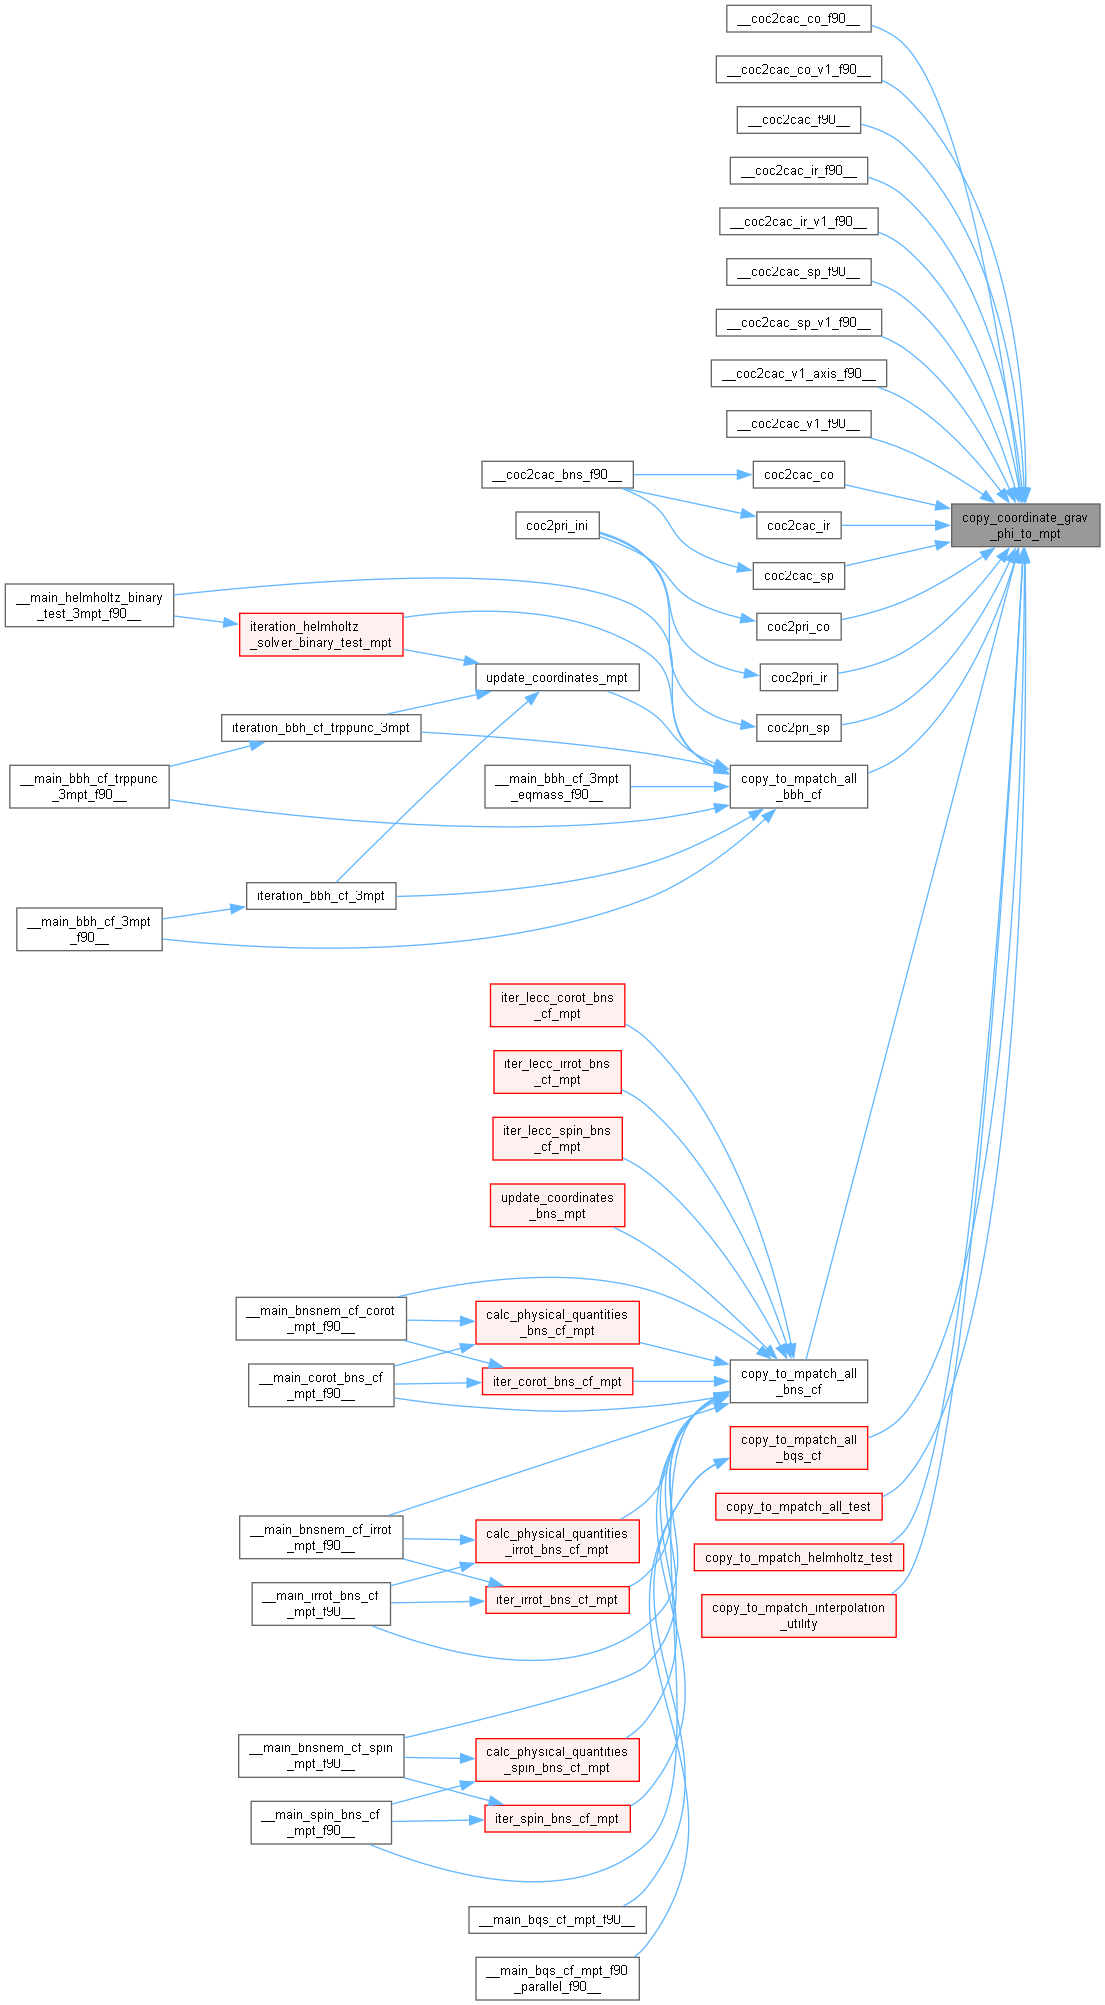 __coc2cac_co_f90__
__coc2cac_co_v1_f90__
__coc2cac_f90__
__coc2cac_ir_f90__
__coc2cac_ir_v1_f90__
__coc2cac_sp_f90__
__coc2cac_sp_v1_f90__
__coc2cac_v1_axis_f90__
__coc2cac_v1_f90__
__coc2cac_bns_f90__
coc2cac_co
copy_coordinate_grav
_phi_to_mpt
coc2pri_ini
coc2cac_ir
coc2cac_sp
__main_helmholtz_binary
_test_3mpt_f90__
iteration_helmholtz
_solver_binary_test_mpt
coc2pri_co
update_coordinates_mpt
coc2pri_ir
iteration_bbh_cf_trppunc_3mpt
coc2pri_sp
__main_bbh_cf_trppunc
_3mpt_f90__
__main_bbh_cf_3mpt
_eqmass_f90__
copy_to_mpatch_all
_bbh_cf
iteration_bbh_cf_3mpt
__main_bbh_cf_3mpt
_f90__
iter_lecc_corot_bns
_cf_mpt
iter_lecc_irrot_bns
_cf_mpt
iter_lecc_spin_bns
_cf_mpt
update_coordinates
_bns_mpt
__main_bnsnem_cf_corot
_mpt_f90__
calc_physical_quantities
_bns_cf_mpt
__main_corot_bns_cf
_mpt_f90__
iter_corot_bns_cf_mpt
copy_to_mpatch_all
_bns_cf
copy_to_mpatch_all
_bqs_cf
copy_to_mpatch_all_test
__main_bnsnem_cf_irrot
_mpt_f90__
calc_physical_quantities
_irrot_bns_cf_mpt
copy_to_mpatch_helmholtz_test
__main_irrot_bns_cf
_mpt_f90__
iter_irrot_bns_cf_mpt
copy_to_mpatch_interpolation
_utility
__main_bnsnem_cf_spin
_mpt_f90__
calc_physical_quantities
_spin_bns_cf_mpt
__main_spin_bns_cf
_mpt_f90__
iter_spin_bns_cf_mpt
__main_bqs_cf_mpt_f90__
__main_bqs_cf_mpt_f90
_parallel_f90__